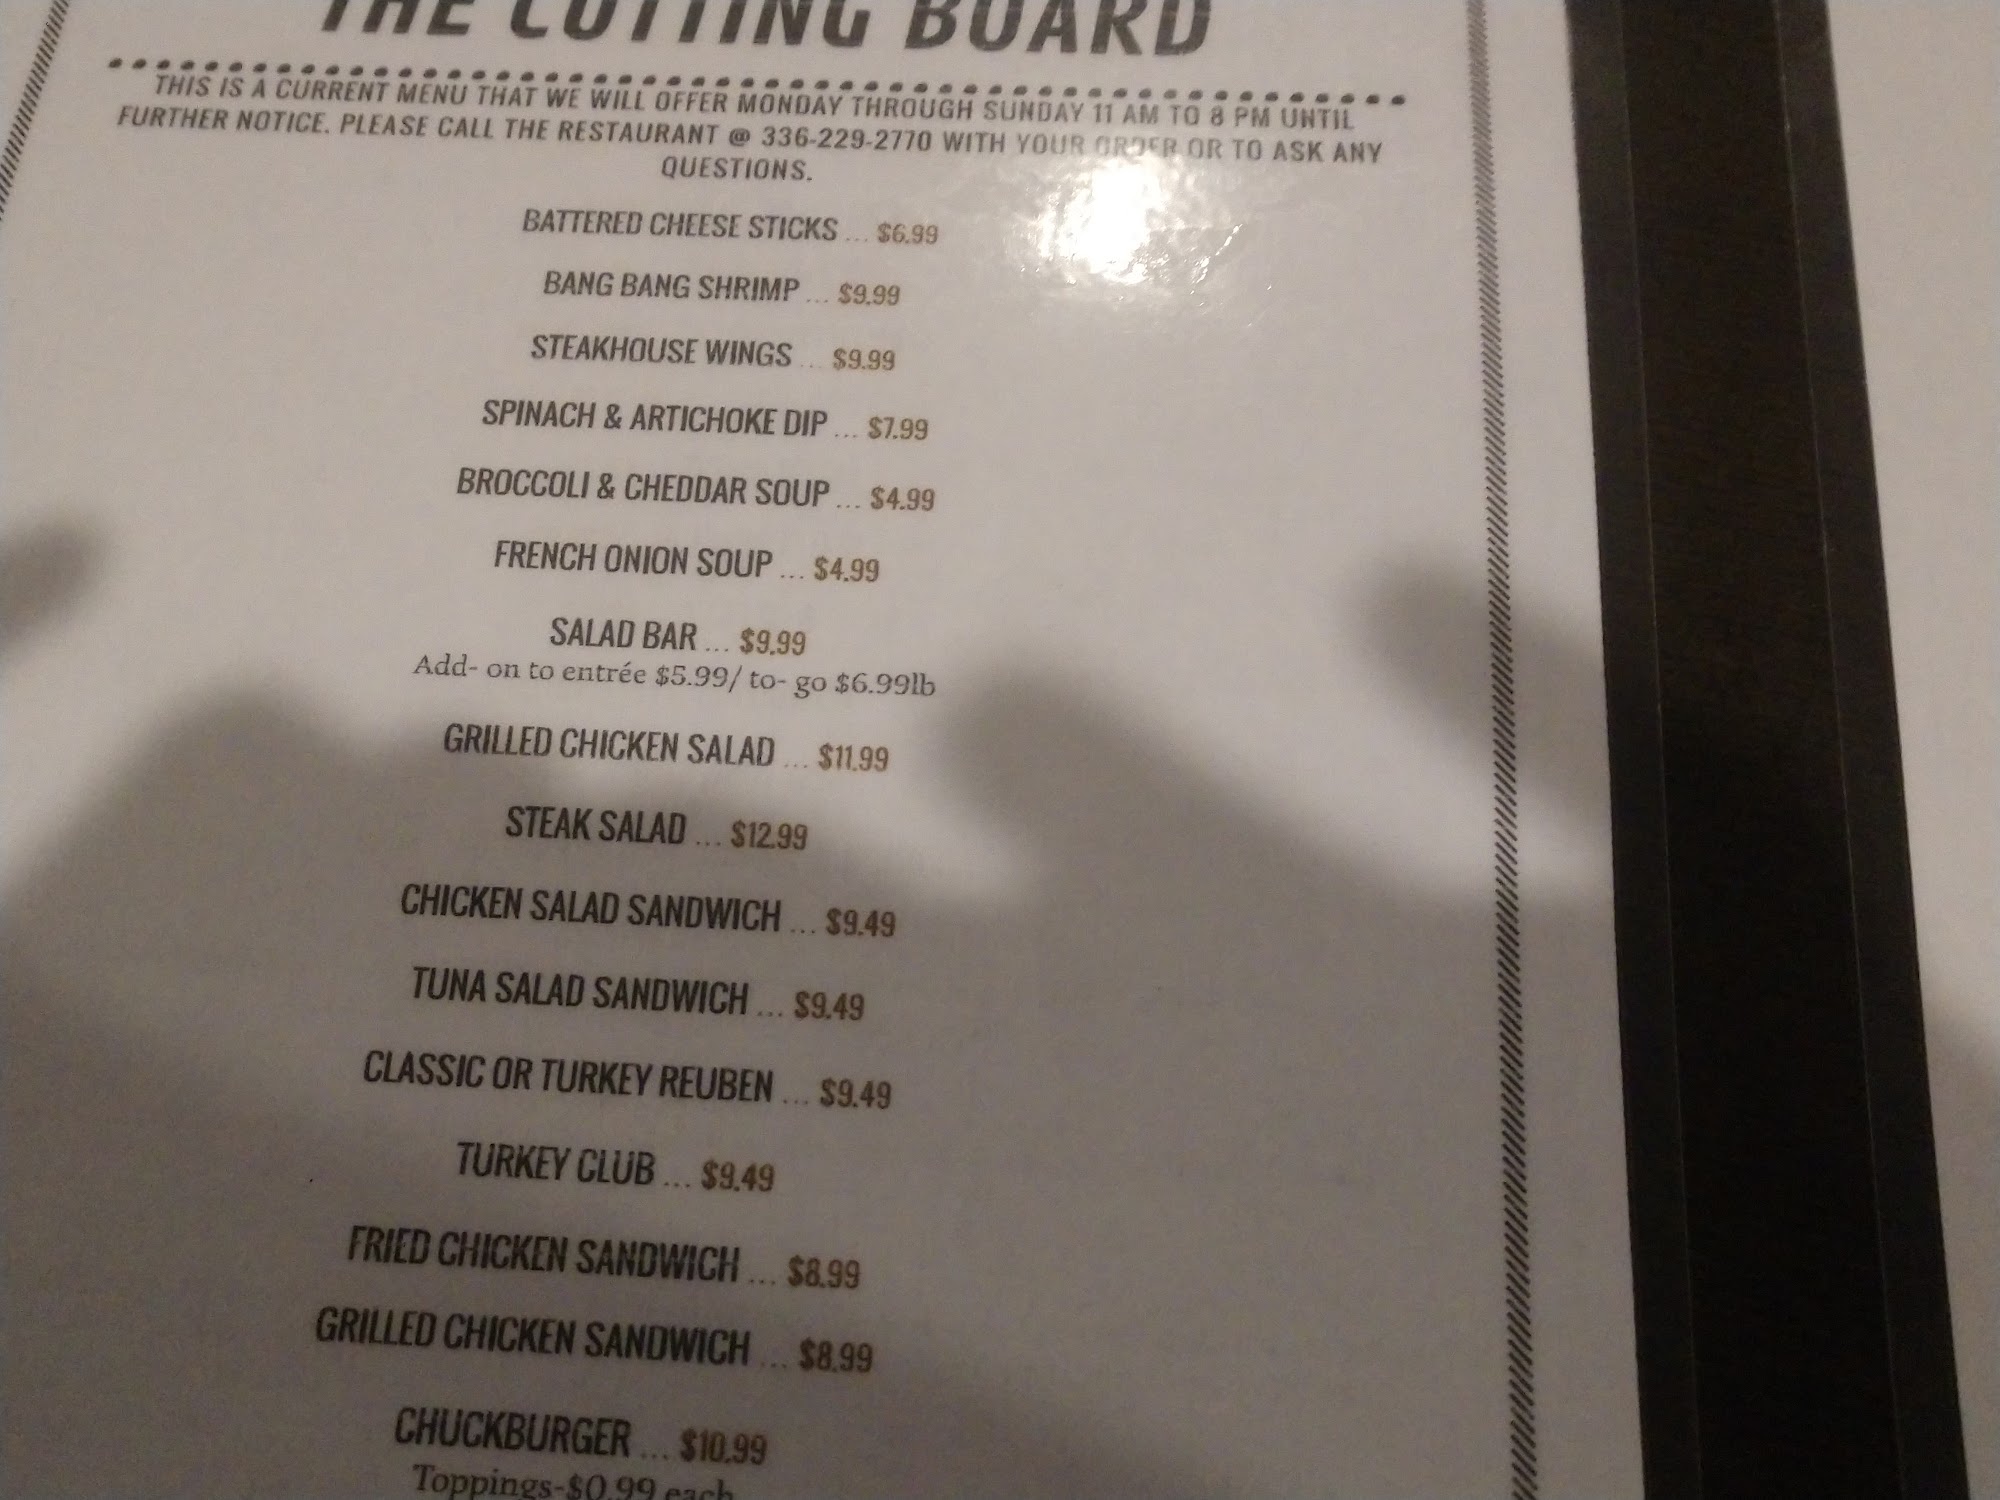 THE CUTTING BOARD
THIS IS A CURRENT MENU THAT WE WILL OFFER MONDAY THROUGH SUNDAY 11 AM TO 8 PM UNTIL
FURTHER NOTICE. PLEASE CALL THE RESTAURANT @ 336-229-2770 WITH YOUR ORDER OR TO ASK ANY
QUESTIONS.
BATTERED CHEESE STICKS ... $6.99
BANG BANG SHRIMP ... $9.99
STEAKHOUSE WINGS ... $9.99
SPINACH & ARTICHOKE DIP ... $7.99
BROCCOLI & CHEDDAR SOUP ... $4.99
FRENCH ONION SOUP ... $4.99
SALAD BAR ... $9.99
Add- on to entrée $5.99/ to- go $6.99lb
GRILLED CHICKEN SALAD ... $11.99
STEAK SALAD ... $12.99
CHICKEN SALAD SANDWICH ... $9.49
TUNA SALAD SANDWICH ... $9.49
CLASSIC OR TURKEY REUBEN ... $9.49
TURKEY CLUB ... $9.49
FRIED CHICKEN SANDWICH ... $8.99
GRILLED CHICKEN SANDWICH ... $8.99
CHUCKBURGER ... $10.99
Toppings-$0.99 each